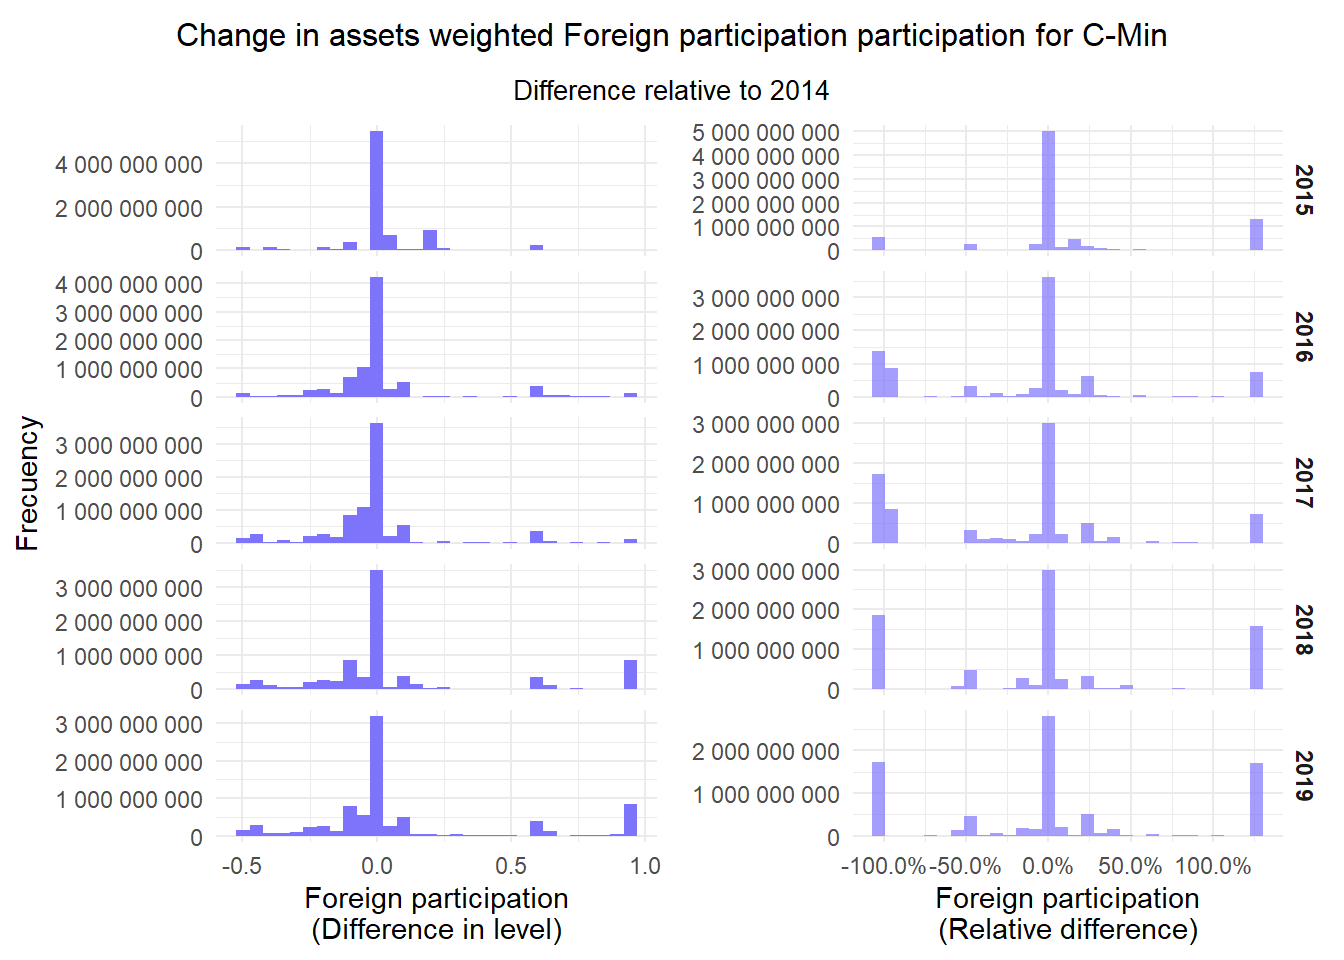 Change in assets weighted Foreign participation participation for C-Min
Difference relative to 2014
Frecuency
4 000 000 000
2 000 000 000
0
5 000 000 000
4 000 000 000
3 000 000 000
2 000 000 000
1 000 000 000
0
2015
4 000 000 000
3 000 000 000
2 000 000 000
1 000 000 000
0
3 000 000 000
2 000 000 000
1 000 000 000
0
2016
3 000 000 000
2 000 000 000
1 000 000 000
0
3 000 000 000
2 000 000 000
1 000 000 000
0
2017
3 000 000 000
2 000 000 000
1 000 000 000
0
3 000 000 000
2 000 000 000
1 000 000 000
0
2018
3 000 000 000
2 000 000 000
1 000 000 000
0
2 000 000 000
1 000 000 000
0
2019
-0.5 0.0 0.5 1.0
-100.0% -50.0% 0.0% 50.0% 100.0%
Foreign participation
(Difference in level)
Foreign participation
(Relative difference)